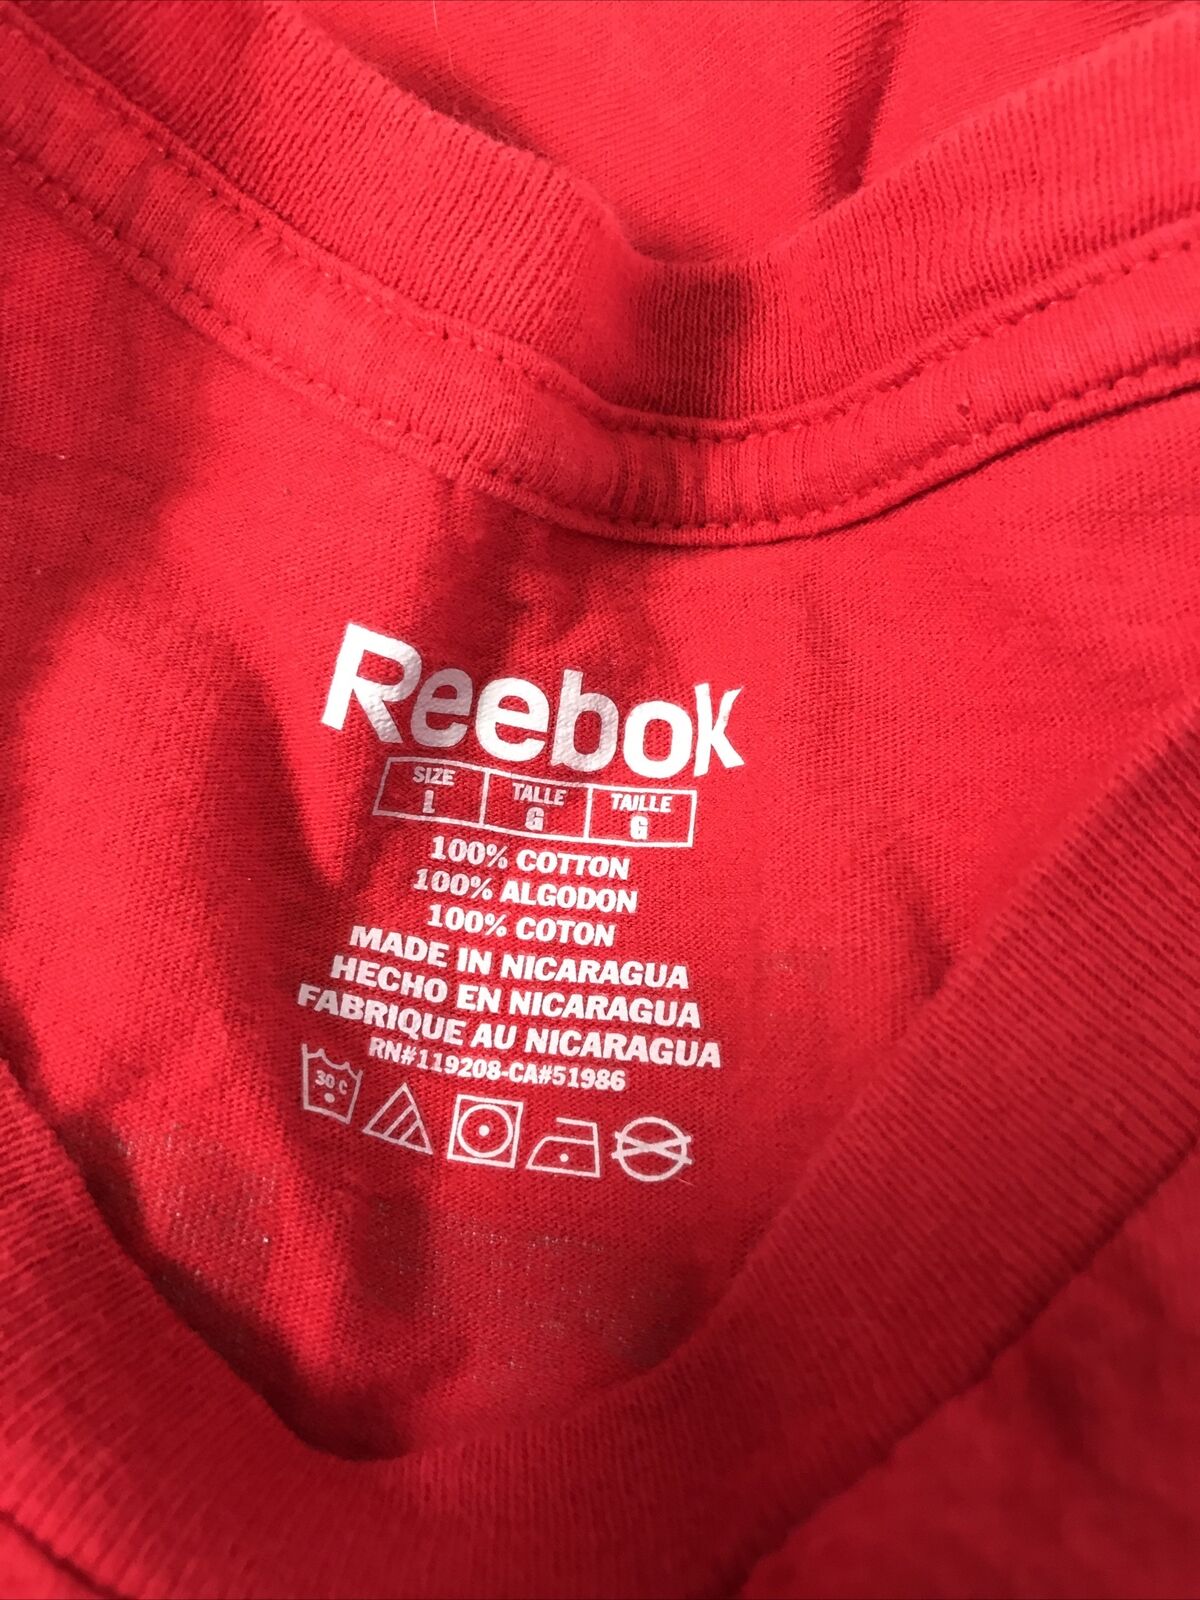 Reebok
SIZE TALLE TAILLE
L G G
100% COTTON
100% ALGODON
100% COTON
MADE IN NICARAGUA
HECHO EN NICARAGUA
FABRIQUE AU NICARAGUA
RN#119208-CA#51986
30 C